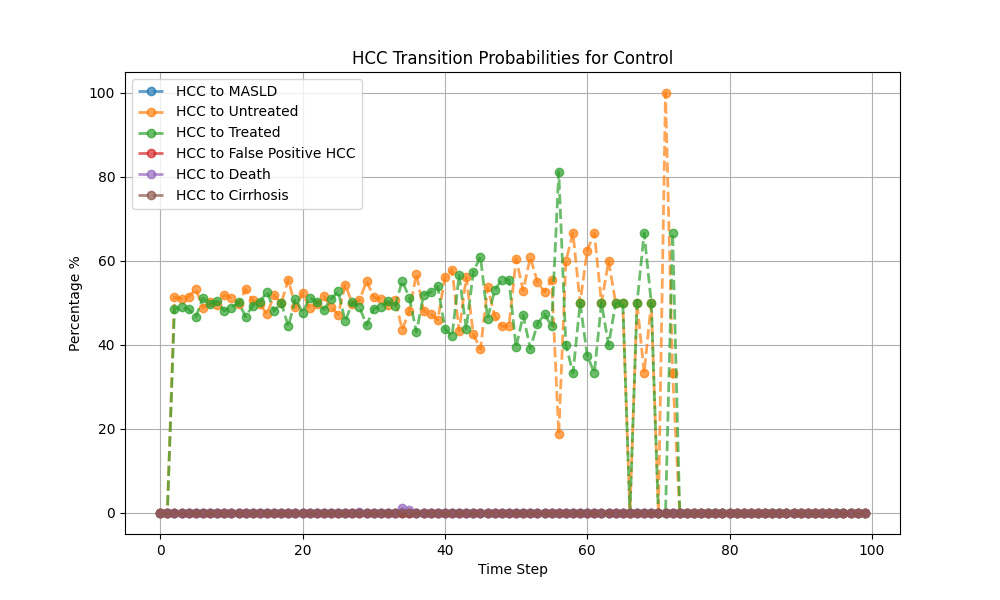 HCC Transition Probabilities for Control
HCC to MASLD
HCC to Untreated
HCC to Treated
HCC to False Positive HCC
HCC to Death
HCC to Cirrhosis
Percentage %
100
80
60
40
20
0
0 20 40 60 80 100
Time Step